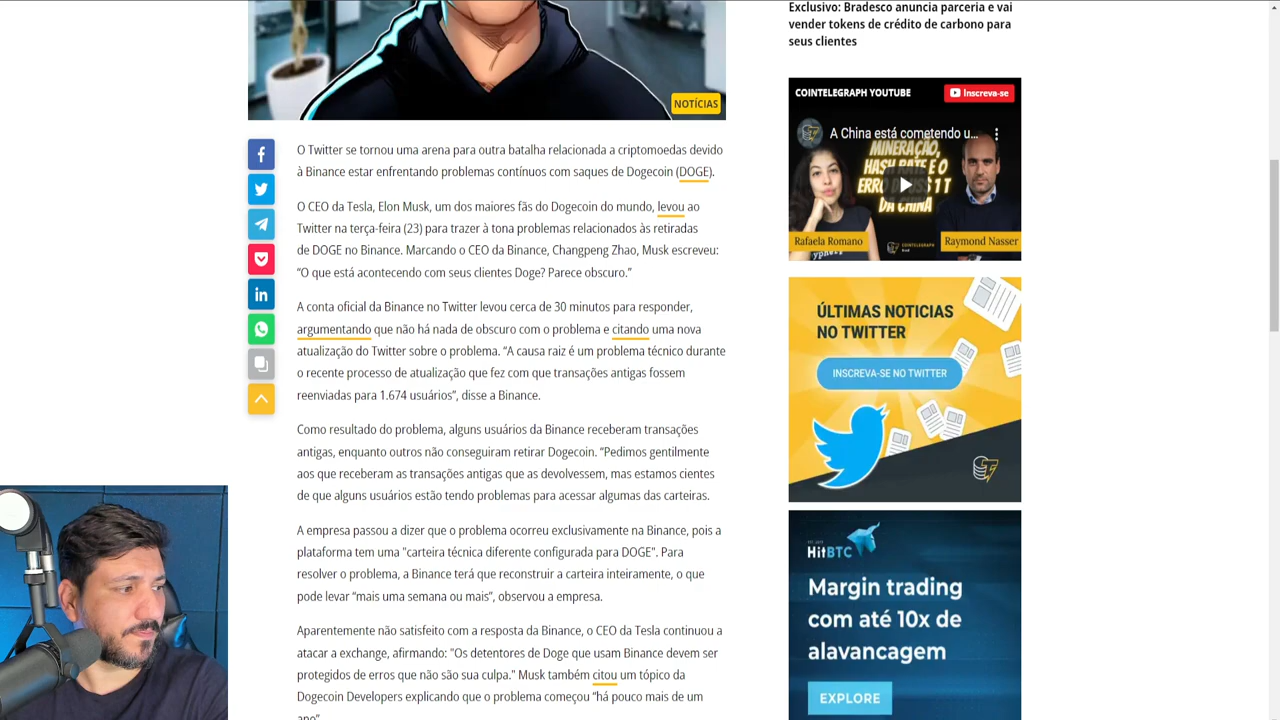 Exclusivo: Bradesco anuncia parceria e vai
vender tokens de crédito de carbono para
seus clientes
NOTÍCIAS
O Twitter se tornou uma arena para outra batalha relacionada a criptomoedas devido
à Binance estar enfrentando problemas contínuos com saques de Dogecoin (DOGE).
O CEO da Tesla, Elon Musk, um dos maiores fãs do Dogecoin do mundo, levou ao
Twitter na terça-feira (23) para trazer à tona problemas relacionados às retiradas
de DOGE no Binance. Marcando o CEO da Binance, Changpeng Zhao, Musk escreveu:
“O que está acontecendo com seus clientes Doge? Parece obscuro.”
A conta oficial da Binance no Twitter levou cerca de 30 minutos para responder,
argumentando que não há nada de obscuro com o problema e citando uma nova
atualização do Twitter sobre o problema. “A causa raiz é um problema técnico durante
o recente processo de atualização que fez com que transações antigas fossem
reenviadas para 1.674 usuários”, disse a Binance.
Como resultado do problema, alguns usuários da Binance receberam transações
antigas, enquanto outros não conseguiram retirar Dogecoin. “Pedimos gentilmente
aos que receberam as transações antigas que as devolvessem, mas estamos cientes
de que alguns usuários estão tendo problemas para acessar algumas das carteiras.
A empresa passou a dizer que o problema ocorreu exclusivamente na Binance, pois a
plataforma tem uma "carteira técnica diferente configurada para DOGE". Para
resolver o problema, a Binance terá que reconstruir a carteira inteiramente, o que
pode levar “mais uma semana ou mais”, observou a empresa.
Aparentemente não satisfeito com a resposta da Binance, o CEO da Tesla continuou a
atacar a exchange, afirmando: "Os detentores de Doge que usam Binance devem ser
protegidos de erros que não são sua culpa." Musk também citou um tópico da
Dogecoin Developers explicando que o problema começou “há pouco mais de um
ano”
COINTELEGRAPH YOUTUBE
Inscreva-se
A China está cometendo u...
MINERAÇÃO,
HASH RATE E O
ERRO DE US$ 1 T
DA CHINA
Rafaela Romano
COINTELEGRAPH
Raymond Nasser
ÚLTIMAS NOTICIAS
NO TWITTER
INSCREVA-SE NO TWITTER
HitBTC
Margin trading
com até 10x de
alavancagem
EXPLORE